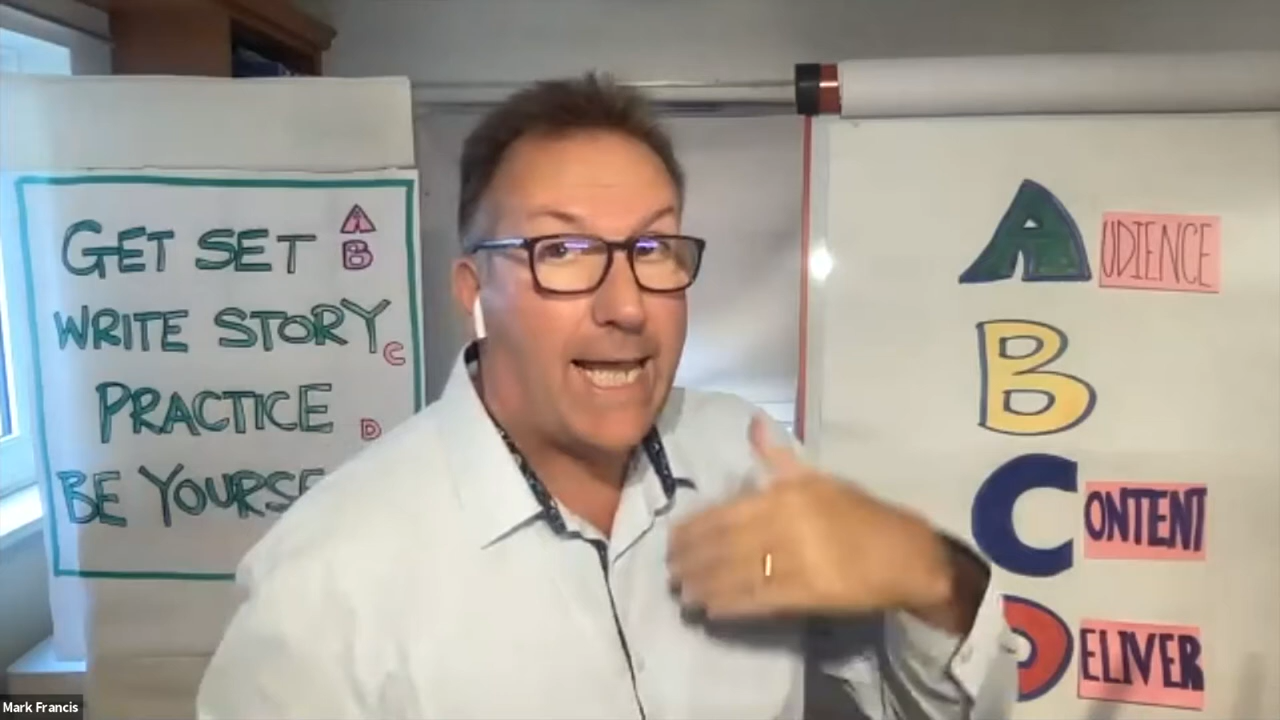 GET SET A
B
WRITE STORY C
PRACTICE D
BE YOURSE
AUDIENCE
B
CONTENT
DELIVER
Mark Francis